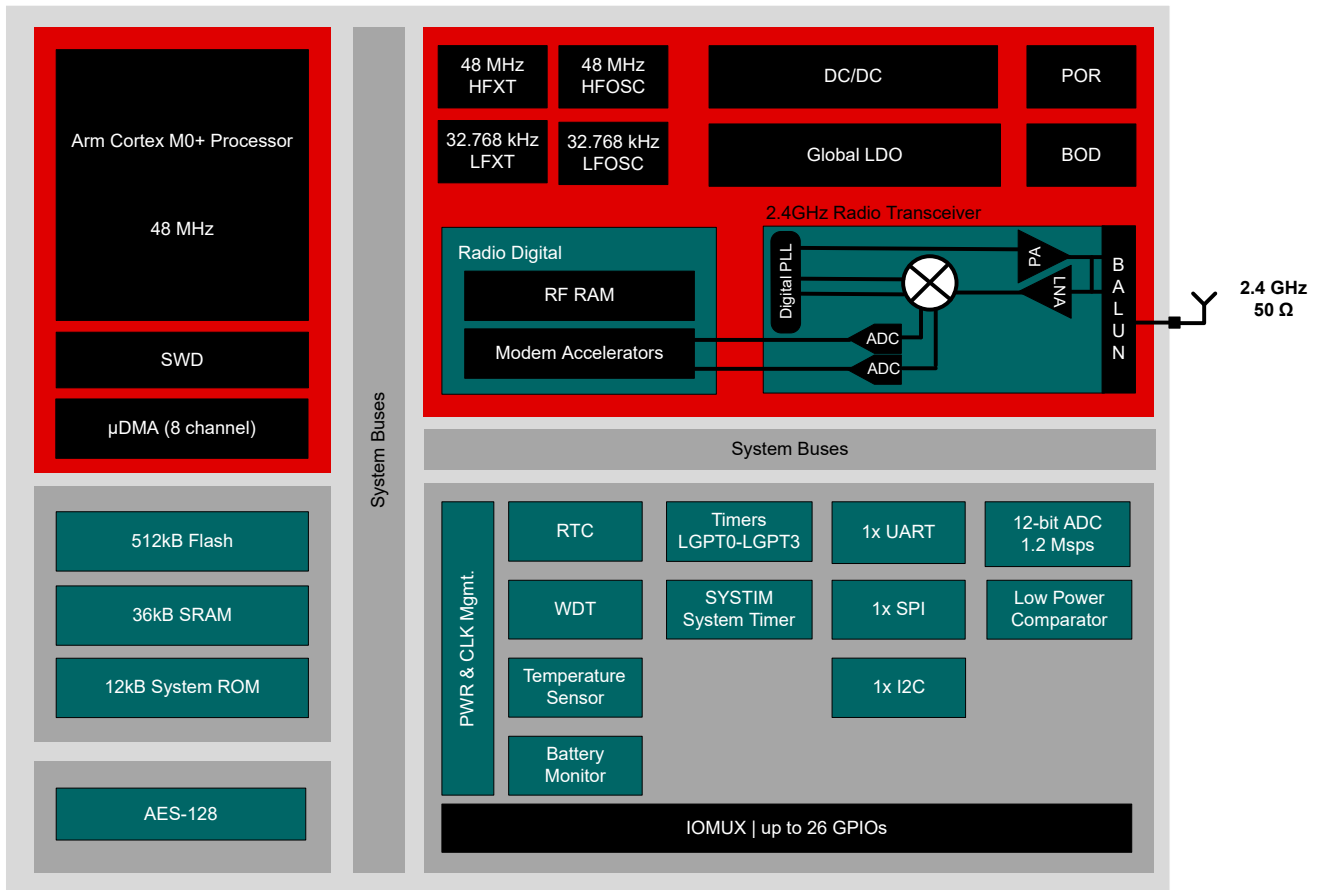 Arm Cortex M0+ Processor
48 MHz
SWD
µDMA (8 channel)
512kB Flash
36kB SRAM
12kB System ROM
AES-128
System Buses
48 MHz
HFXT
48 MHz
HFOSC
DC/DC
POR
32.768 kHz
LFXT
32.768 kHz
LFOSC
Global LDO
BOD
Radio Digital
RF RAM
Modem Accelerators
2.4GHz Radio Transceiver
Digital PLL
PA
LNA
ADC
ADC
BALUN
2.4 GHz
50 Ω
System Buses
PWR & CLK Mgmt.
RTC
Timers
LGPT0-LGPT3
1x UART
12-bit ADC
1.2 Msps
WDT
SYSTIM
System Timer
1x SPI
Low Power
Comparator
Temperature
Sensor
1x I2C
Battery
Monitor
IOMUX | up to 26 GPIOs